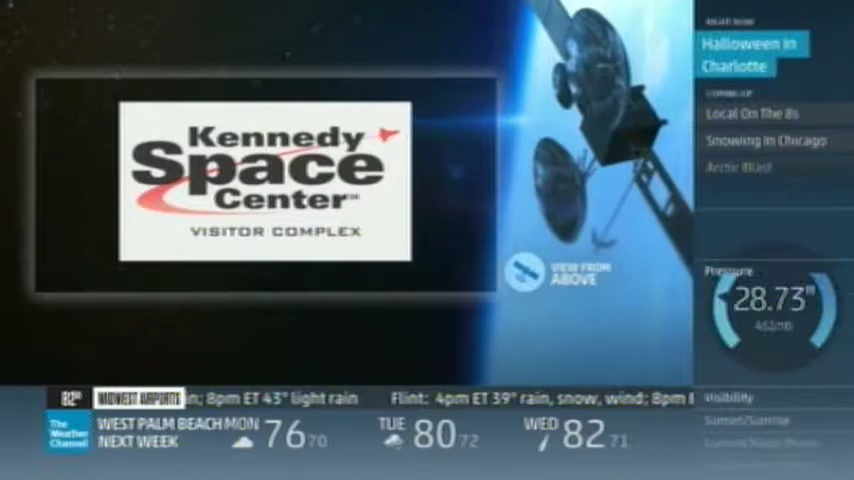 Kennedy
Space
Center
VISITOR COMPLEX
VIEW FROM
ABOVE
RIGHT NOW
Halloween in
Charlotte
COMING UP
Local On The 8s
Snowing In Chicago
Arctic Blast
Pressure
28.73"
Visibility
Sunset/Sunrise
MIDWEST AIRPORTS in; 8pm ET 43° light rain Flint: 4pm ET 39° rain, snow, wind; 8pm
The
Weather
Channel
WEST PALM BEACH
NEXT WEEK
MON 76 70
TUE 80 72
WED 82 71